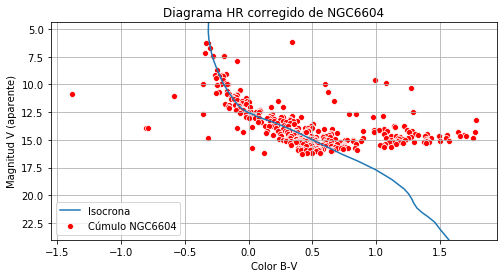 Diagrama HR corregido de NGC6604
Magnitud V (aparente)
5.0
7.5
10.0
12.5
15.0
17.5
20.0
22.5
Isocrona
Cúmulo NGC6604
−1.5 −1.0 −0.5 0.0 0.5 1.0 1.5
Color B-V